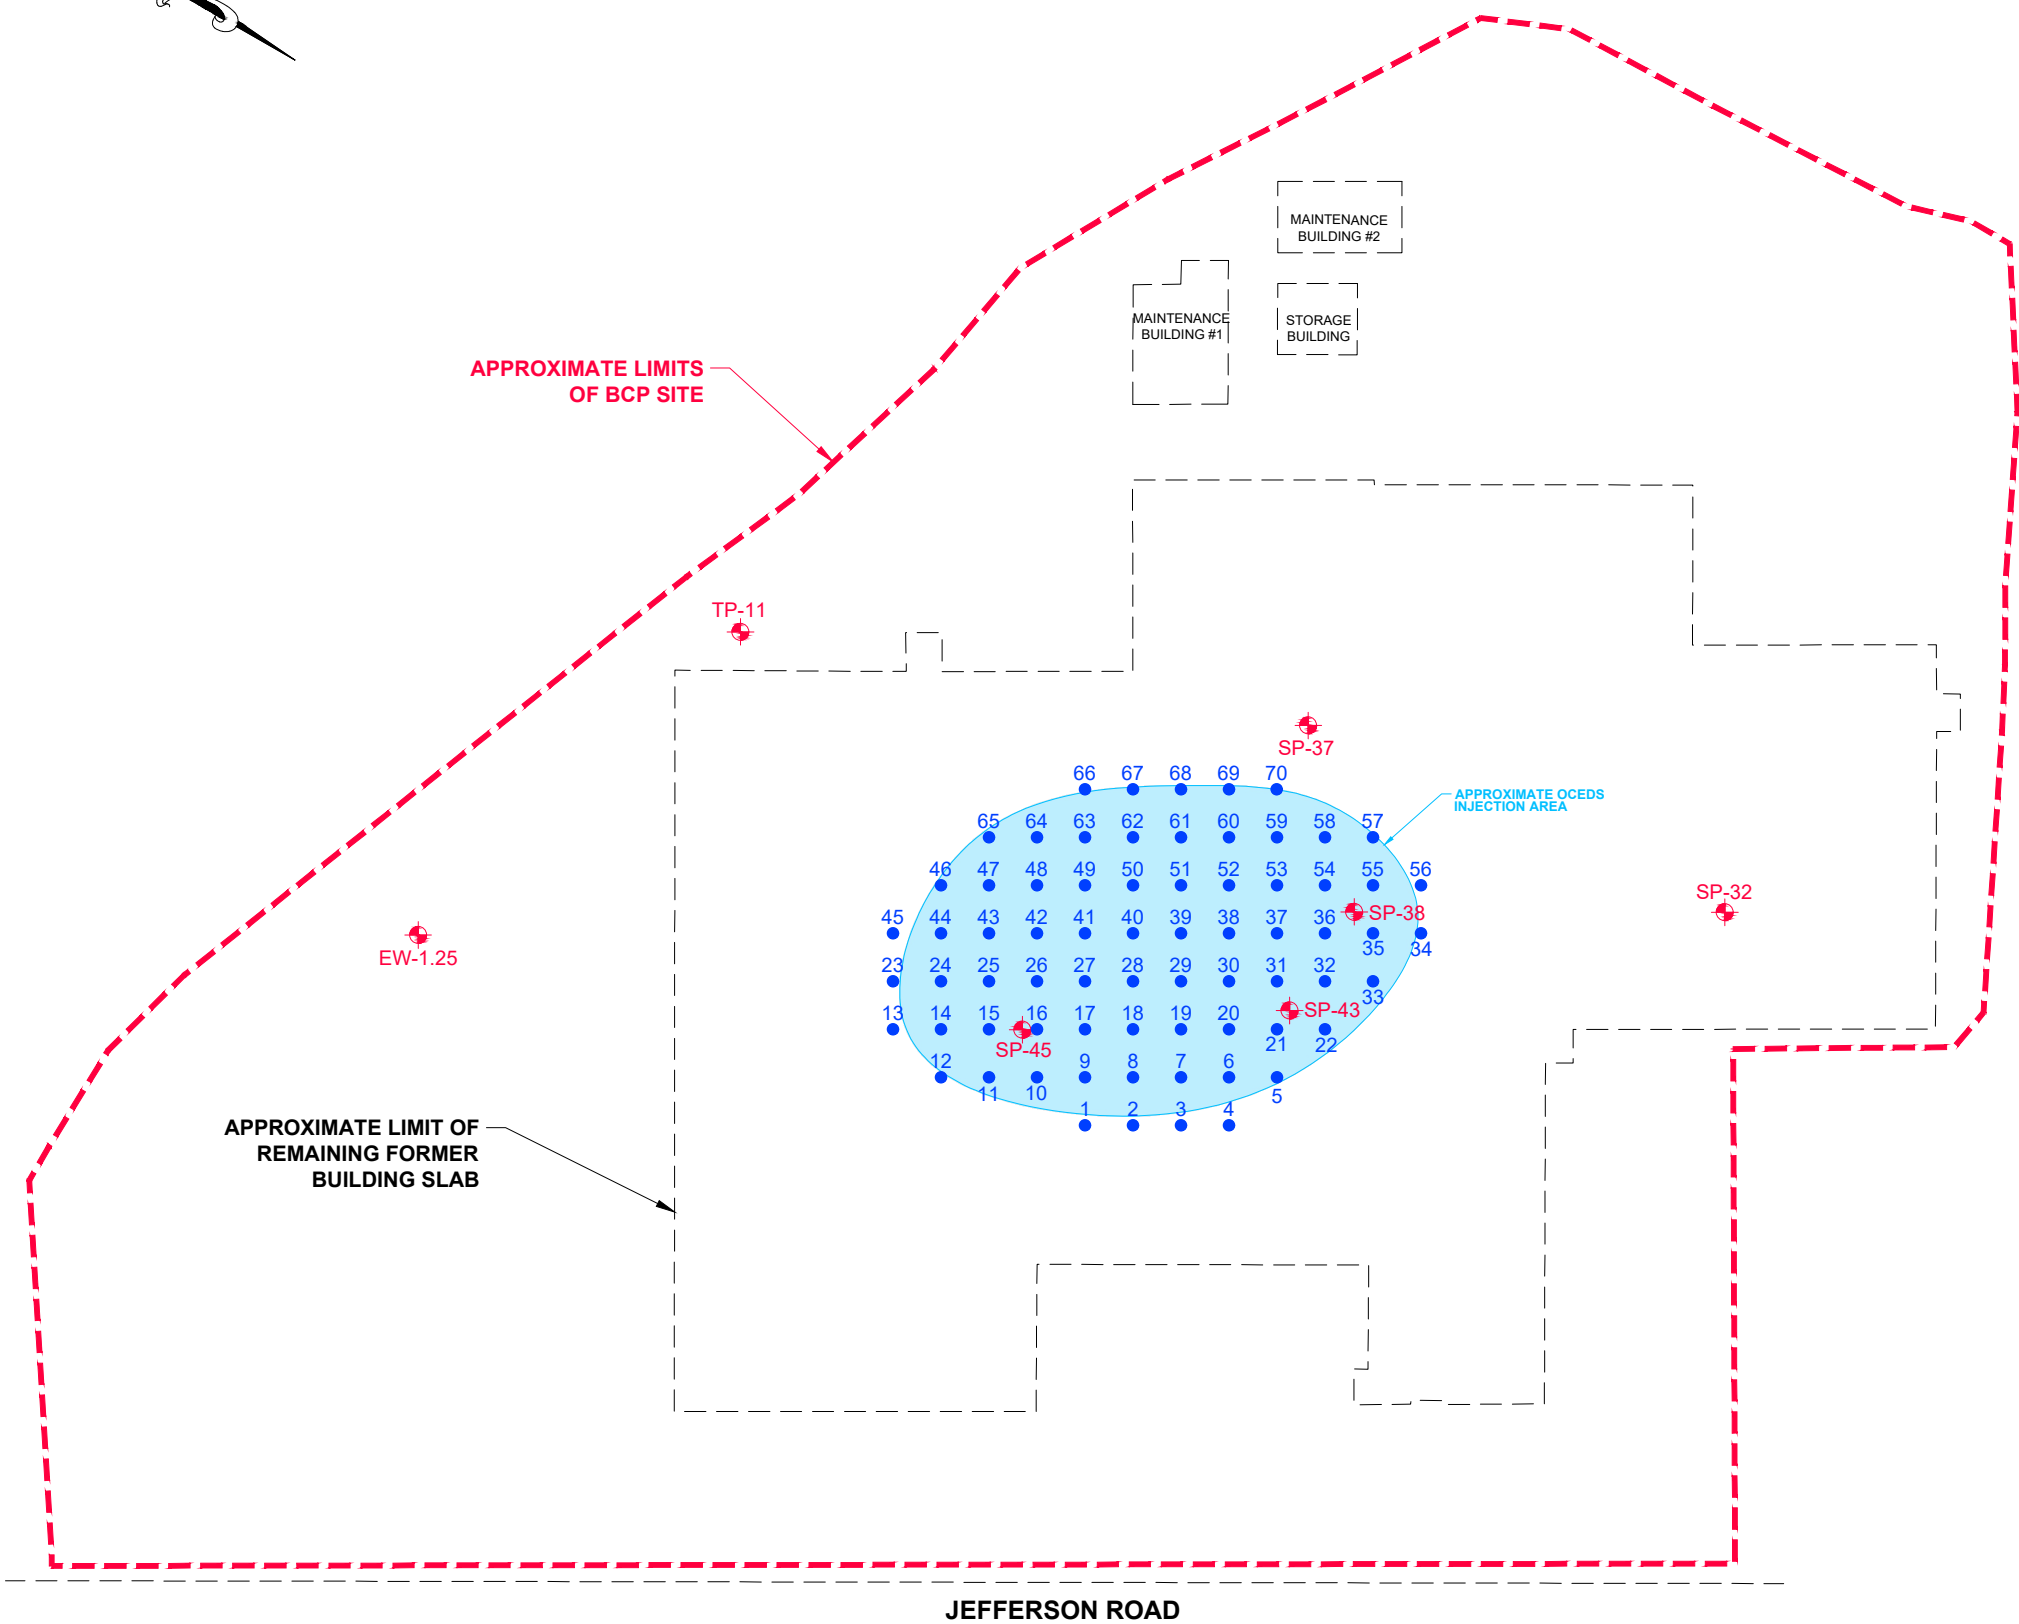 MAINTENANCE
BUILDING #2
MAINTENANCE
BUILDING #1
STORAGE
BUILDING
APPROXIMATE LIMITS
OF BCP SITE
TP-11
SP-37
66 67 68 69 70
APPROXIMATE OCEDS
INJECTION AREA
65 64 63 62 61 60 59 58 57
46 47 48 49 50 51 52 53 54 55 56
SP-32
SP-38
45 44 43 42 41 40 39 38 37 36
35 34
EW-1.25
23 24 25 26 27 28 29 30 31 32
33
SP-43
13 14 15 16 17 18 19 20
21 22
SP-45
12 9 8 7 6
11 10 5
1 2 3 4
APPROXIMATE LIMIT OF
REMAINING FORMER
BUILDING SLAB
JEFFERSON ROAD